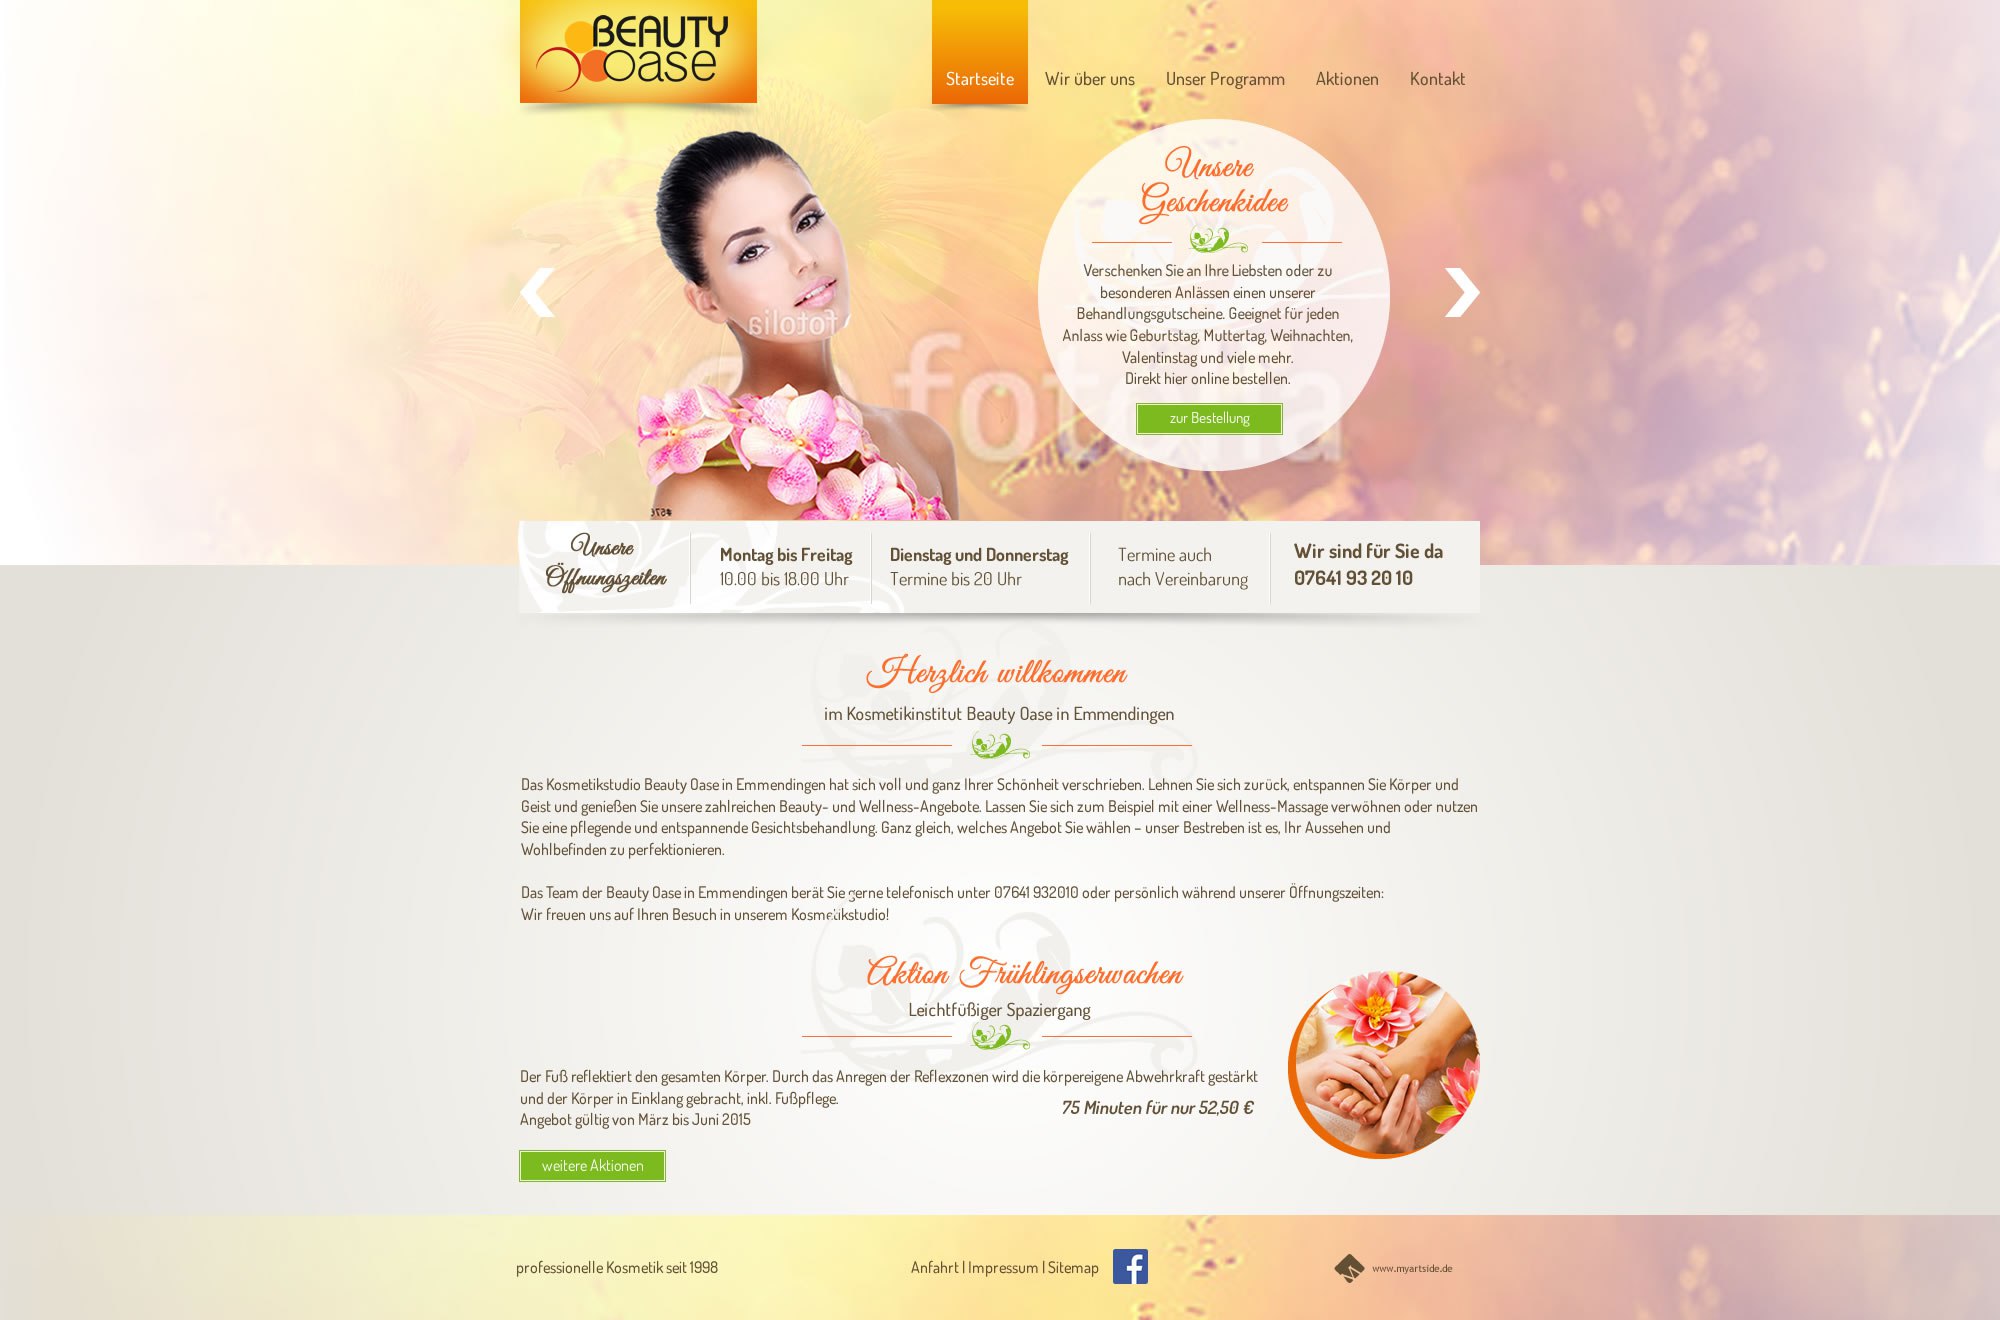 BEAUTY
Oase
Startseite
Wir über uns
Unser Programm
Aktionen
Kontakt
Unsere
Geschenkidee
Verschenken Sie an Ihre Liebsten oder zu
besonderen Anlässen einen unserer
Behandlungsgutscheine. Geeignet für jeden
Anlass wie Geburtstag, Muttertag, Weihnachten,
Valentinstag und viele mehr.
Direkt hier online bestellen.
zur Bestellung
fotolia
fotolia
#576
Unsere
Öffnungszeiten
Montag bis Freitag
10.00 bis 18.00 Uhr
Dienstag und Donnerstag
Termine bis 20 Uhr
Termine auch
nach Vereinbarung
Wir sind für Sie da
07641 93 20 10
Herzlich willkommen
im Kosmetikinstitut Beauty Oase in Emmendingen
Das Kosmetikstudio Beauty Oase in Emmendingen hat sich voll und ganz Ihrer Schönheit verschrieben. Lehnen Sie sich zurück, entspannen Sie Körper und
Geist und genießen Sie unsere zahlreichen Beauty- und Wellness-Angebote. Lassen Sie sich zum Beispiel mit einer Wellness-Massage verwöhnen oder nutzen
Sie eine pflegende und entspannende Gesichtsbehandlung. Ganz gleich, welches Angebot Sie wählen – unser Bestreben ist es, Ihr Aussehen und
Wohlbefinden zu perfektionieren.
Das Team der Beauty Oase in Emmendingen berät Sie gerne telefonisch unter 07641 932010 oder persönlich während unserer Öffnungszeiten:
Wir freuen uns auf Ihren Besuch in unserem Kosmetikstudio!
Aktion Frühlingserwachen
Leichtfüßiger Spaziergang
Der Fuß reflektiert den gesamten Körper. Durch das Anregen der Reflexzonen wird die körpereigene Abwehrkraft gestärkt
und der Körper in Einklang gebracht, inkl. Fußpflege.
Angebot gültig von März bis Juni 2015
75 Minuten für nur 52,50 €
weitere Aktionen
professionelle Kosmetik seit 1998
Anfahrt | Impressum | Sitemap
f
www.myartside.de